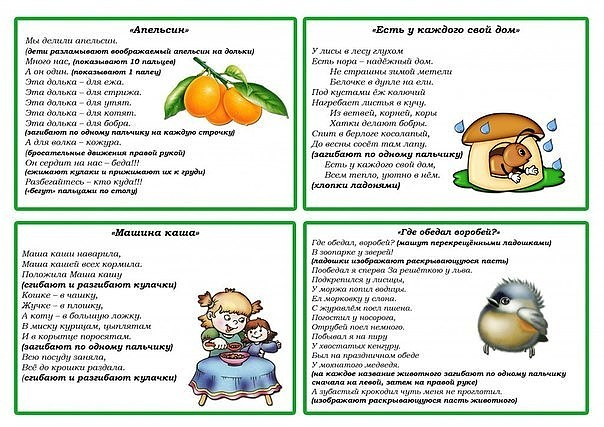 «Апельсин»
Мы делили апельсин.
(дети разламывают воображаемый апельсин на дольки)
Много нас, (показывают 10 пальцев)
А он один. (показывают 1 палец)
Эта долька – для ежа.
Эта долька – для стрижа.
Эта долька – для утят.
Эта долька – для котят.
Эта долька – для бобра.
(загибают по одному пальчику на каждую строчку)
А для волка – кожура.
(бросательные движения правой рукой)
Он сердит на нас – беда!!!
(сжимают кулаки и прижимают их к груди)
Разбегайтесь – кто куда!!!
(«бегут» пальцами по столу)
«Есть у каждого свой дом»
У лисы в лесу глухом
Есть нора – надёжный дом.
Не страшны зимой метели
Белочке в дупле на ели.
Под кустами ёж колючий
Нагребает листья в кучу.
Из ветвей, корней, коры
Хатки делают бобры.
Спит в берлоге косолапый,
До весны сосёт там лапу.
(загибают по одному пальчику)
Есть у каждого свой дом,
Всем тепло, уютно в нём.
(хлопки ладонями)
«Машина каша»
Маша каши наварила,
Маша кашей всех кормила.
Положила Маша кашу
(сгибают и разгибают кулачки)
Кошке – в чашку,
Жучке – в плошку,
А коту – в большую ложку.
В миску курицам, цыплятам
И в корытце поросятам.
(загибают по одному пальчику)
Всю посуду заняла,
Всё до крошки раздала.
(сгибают и разгибают кулачки)
«Где обедал воробей?»
Где обедал, воробей? (машут перекрещёнными ладошками)
В зоопарке у зверей!
(ладошки изображают раскрывающуюся пасть)
Пообедал я сперва За решёткою у льва.
Подкрепился у лисицы,
У моржа попил водицы.
Ел морковку у слона.
С журавлём поел пшена.
Погостил у носорога,
Отрубей поел немного.
Побывал я на пиру
У хвостатых кенгуру.
Был на праздничном обеде
У мохнатого медведя.
(на каждое название животного загибают по одному пальчику
сначала на левой, затем на правой руке)
А зубастый крокодил чуть меня не проглотил.
(изображают раскрывающуюся пасть животного)